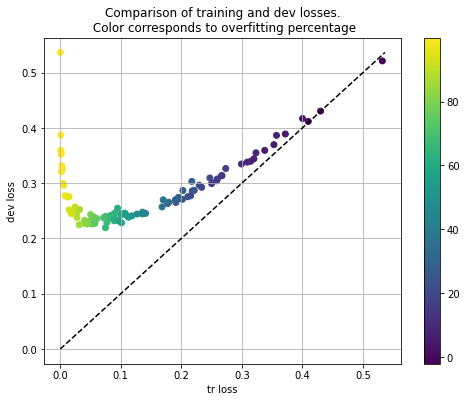 Comparison of training and dev losses.
Color corresponds to overfitting percentage
dev loss
0.5
0.4
0.3
0.2
0.1
0.0
0.0 0.1 0.2 0.3 0.4 0.5
tr loss
80
60
40
20
0